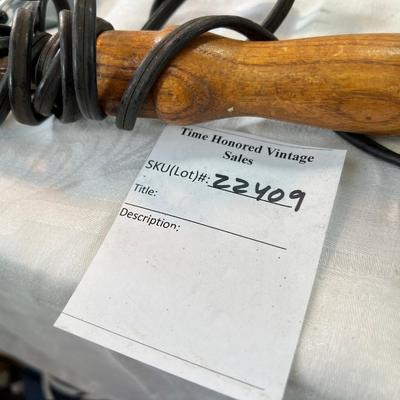 Time Honored Vintage
Sales
SKU(Lot)#: 22409
Title:
Description: